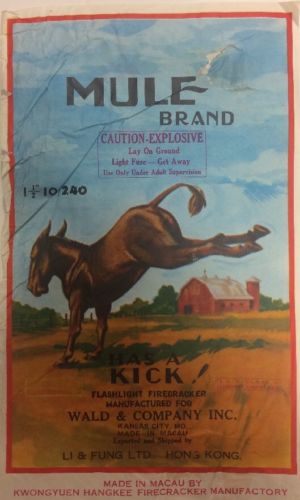 MULE
BRAND
CAUTION-EXPLOSIVE
Lay On Ground
Light Fuse — Get Away
Use Only Under Adult Supervision
1½" 10/240
HAS A
KICK!
FLASHLIGHT FIRECRACKER
MANUFACTURED FOR
WALD & COMPANY INC.
KANSAS CITY, MO.
MADE IN MACAU
Exported and Shipped by
LI & FUNG LTD. HONG KONG.
MADE IN MACAU BY
KWONGYUEN HANGKEE FIRECRACKER MANUFACTORY